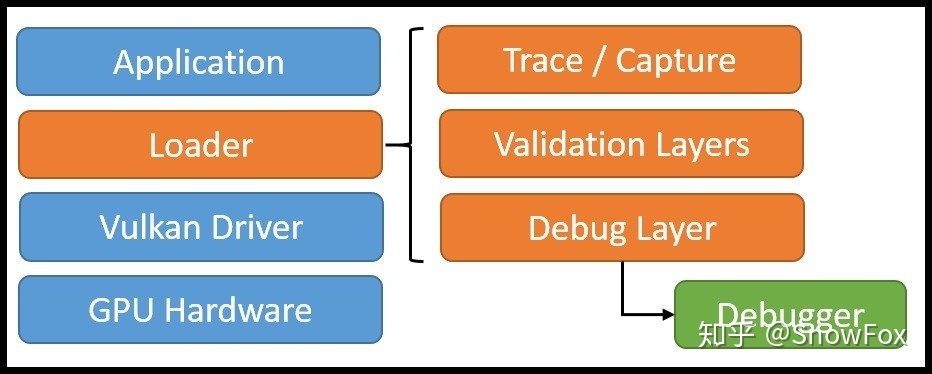 Application
Loader
Vulkan Driver
GPU Hardware
Trace / Capture
Validation Layers
Debug Layer
Debugger
知乎 @SnowFox